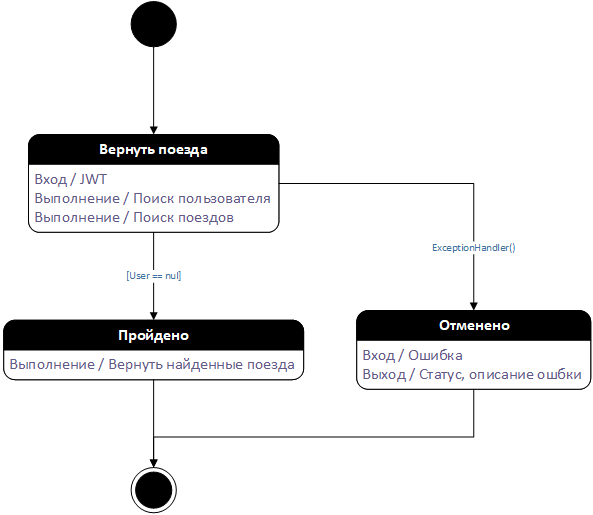 Вернуть поезда
Вход / JWT
Выполнение / Поиск пользователя
Выполнение / Поиск поездов
ExceptionHandler()
[User == nul]
Пройдено
Выполнение / Вернуть найденные поезда
Отменено
Вход / Ошибка
Выход / Статус, описание ошбки